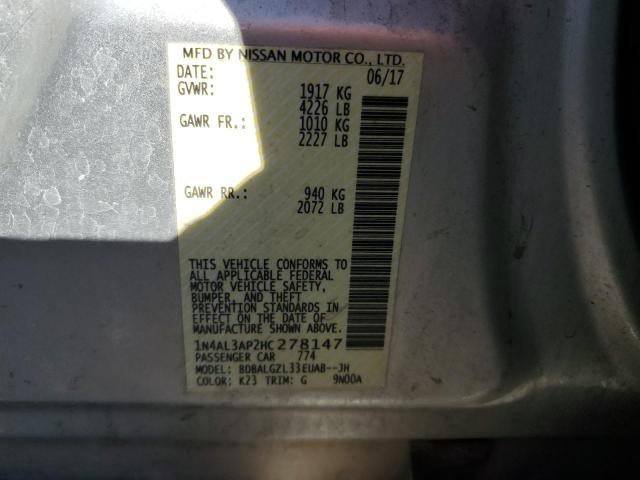 MFD BY NISSAN MOTOR CO., LTD.
DATE: 06/17
GVWR: 1917 KG
4226 LB
GAWR FR.: 1010 KG
2227 LB
GAWR RR.: 940 KG
2072 LB
THIS VEHICLE CONFORMS TO
ALL APPLICABLE FEDERAL
MOTOR VEHICLE SAFETY,
BUMPER, AND THEFT
PREVENTION STANDARDS IN
EFFECT ON THE DATE OF
MANUFACTURE SHOWN ABOVE.
1N4AL3AP2HC278147
PASSENGER CAR 774
MODEL: BDBALGZL33EUAB--JH
COLOR: K23 TRIM: G 9N00A